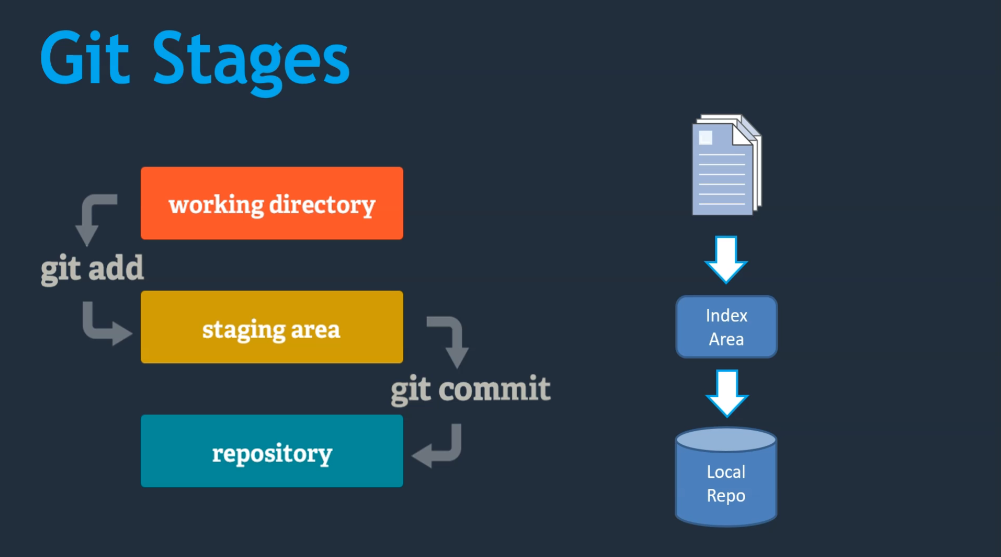 Git Stages
working directory
git add
staging area
git commit
repository
Index
Area
Local
Repo